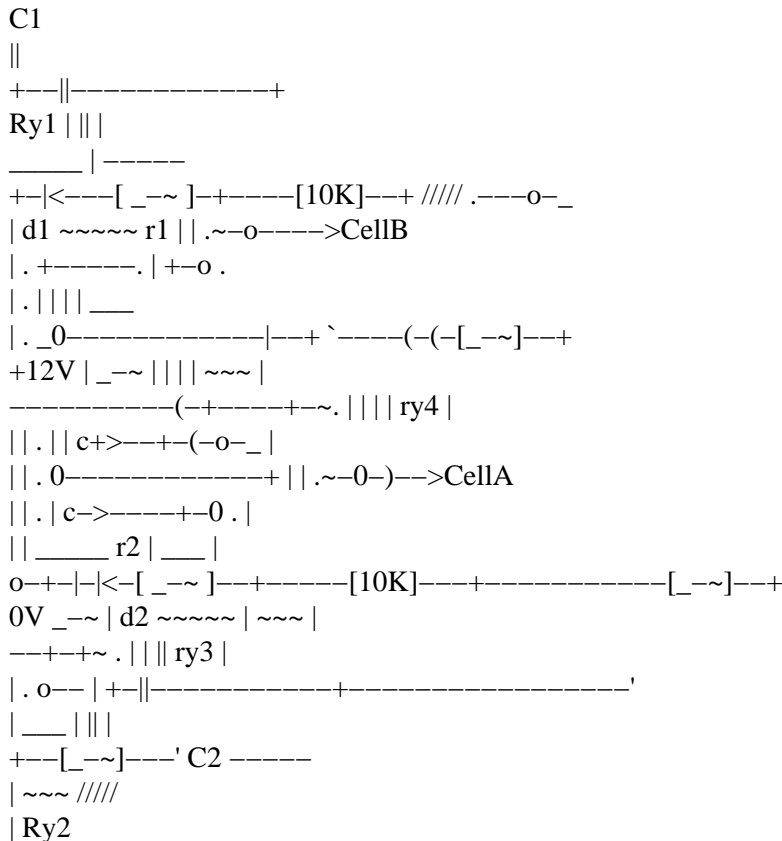 C1
||
+−−||−−−−−−−−−−−−+
Ry1 | || |
_____ | −−−−−
+−|<−−−[ _−~ ]−+−−−−[10K]−−+ ///// .−−−o−_
| d1 ~~~~~ r1 | | .~−o−−−−>CellB
| . +−−−−−. | +−o .
| . | | | | ___
| . _0−−−−−−−−−−−−|−−+ `−−−−(−(−[_−~]−−+
+12V | _−~ | | | | ~~~ |
−−−−−−−−−−(−+−−−−+−~. | | | | ry4 |
| | . | | c+>−−+−(−o−_ |
| | . 0−−−−−−−−−−−−+ | | .~−0−)−−>CellA
| | . | c−>−−−−+−0 . |
| | _____ r2 | ___ |
o−+−|−|<−[ _−~ ]−−+−−−−−[10K]−−−+−−−−−−−−−−−[_−~]−−+
0V _−~ | d2 ~~~~~ | ~~~ |
−−+−+~ . | | || ry3 |
| . o−− | +−||−−−−−−−−−−−+−−−−−−−−−−−−−−−−−'
| ___ | || |
+−−[_−~]−−−' C2 −−−−−
| ~~~ /////
| Ry2